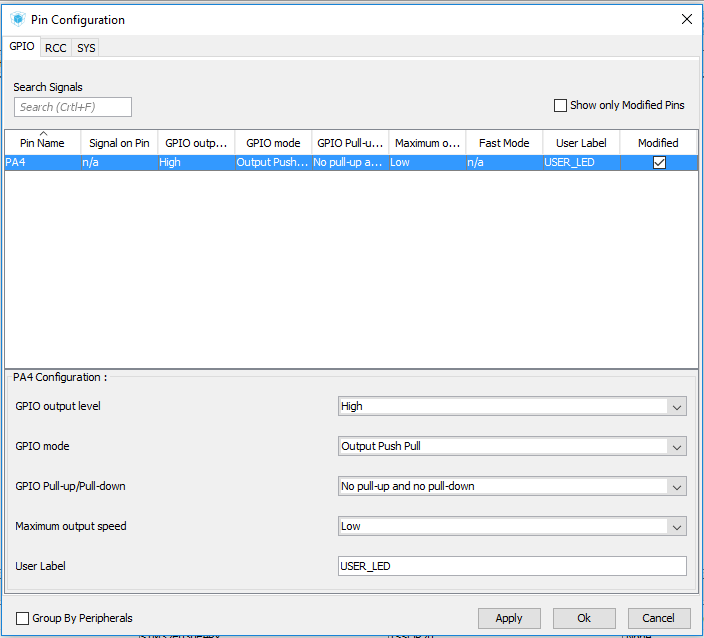 Pin Configuration
GPIO RCC SYS
Search Signals
Search (Crtl+F)
Show only Modified Pins
Pin Name Signal on Pin GPIO outp... GPIO mode GPIO Pull-u... Maximum o... Fast Mode User Label Modified
PA4 n/a High Output Push... No pull-up a... Low n/a USER_LED
PA4 Configuration :
GPIO output level High
GPIO mode Output Push Pull
GPIO Pull-up/Pull-down No pull-up and no pull-down
Maximum output speed Low
User Label USER_LED
Group By Peripherals Apply Ok Cancel